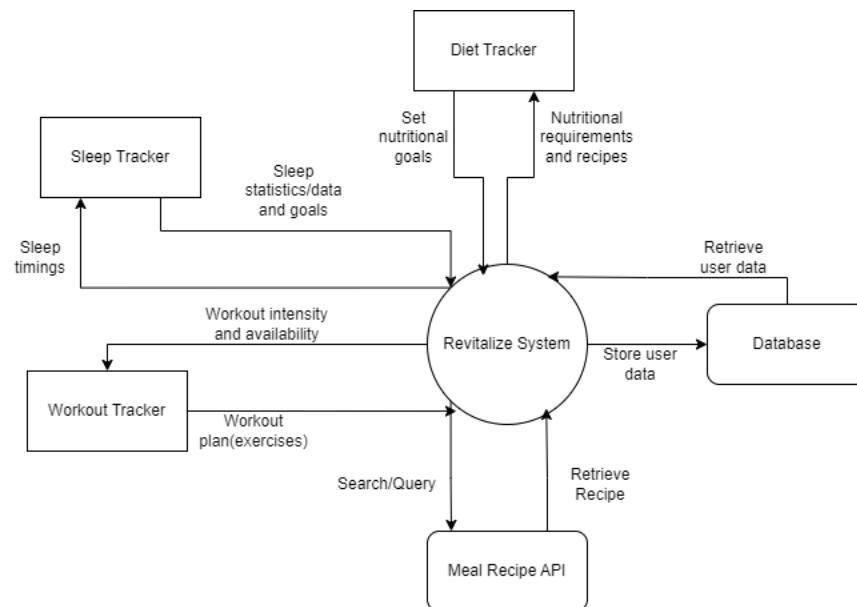 Diet Tracker
Set
nutritional
goals
Nutritional
requirements
and recipes
Sleep Tracker
Sleep
statistics/data
and goals
Sleep
timings
Retrieve
user data
Workout intensity
and availability
Revitalize System
Store user
data
Database
Workout Tracker
Workout
plan(exercises)
Search/Query
Retrieve
Recipe
Meal Recipe API